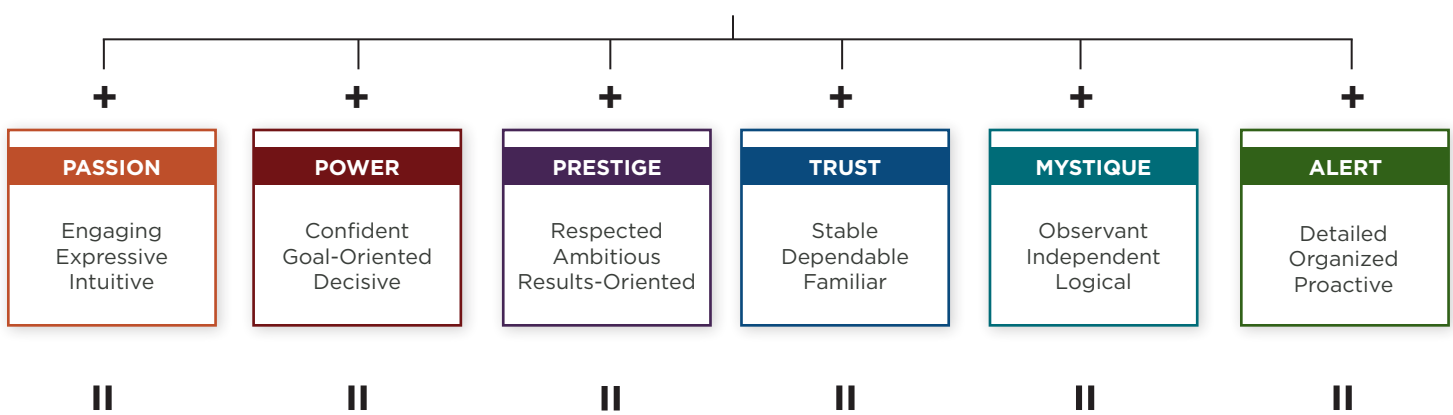 + + + + + +
PASSION
Engaging
Expressive
Intuitive
POWER
Confident
Goal-Oriented
Decisive
PRESTIGE
Respected
Ambitious
Results-Oriented
TRUST
Stable
Dependable
Familiar
MYSTIQUE
Observant
Independent
Logical
ALERT
Detailed
Organized
Proactive
= = = = = =